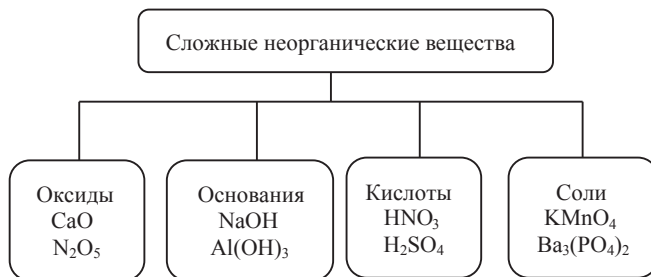 Сложные неорганические вещества
Оксиды
CaO
N₂O₅
Основания
NaOH
Al(OH)₃
Кислоты
HNO₃
H₂SO₄
Соли
KMnO₄
Ba₃(PO₄)₂